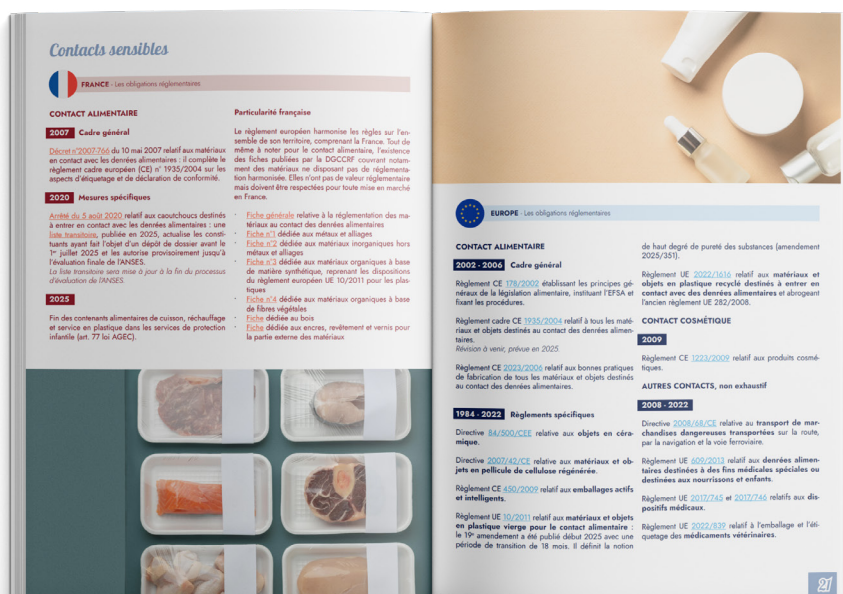 Contacts sensibles
FRANCE - Les obligations réglementaires
CONTACT ALIMENTAIRE
2007 Cadre général
Décret n°2007-766 du 10 mai 2007 relatif aux matériaux
en contact avec les denrées alimentaires : il complète le
règlement cadre européen (CE) n° 1935/2004 sur les
aspects d'étiquetage et de déclaration de conformité.
2020 Mesures spécifiques
Arrêté du 5 août 2020 relatif aux caoutchoucs destinés
à entrer en contact avec les denrées alimentaires : une
liste transitoire, publiée en 2025, actualise les consti-
tuants ayant fait l'objet d'un dépôt de dossier avant le
1er juillet 2025 et les autorise provisoirement jusqu'à
l'évaluation finale de l'ANSES.
La liste transitoire sera mise à jour à la fin du processus
d'évaluation de l'ANSES.
2025
Fin des contenants alimentaires de cuisson, réchauffage
et service en plastique dans les services de protection
infantile (art. 77 loi AGEC).
Particularité française
Le règlement européen harmonise les règles sur l'en-
semble de son territoire, comprenant la France. Tout de
même à noter pour le contact alimentaire, l'existence
des fiches publiées par la DGCCRF couvrant notam-
ment des matériaux ne disposant pas de réglementa-
tion harmonisée. Elles n'ont pas de valeur réglementaire
mais doivent être respectées pour toute mise en marché
en France.
· Fiche générale relative à la réglementation des ma-
tériaux au contact des denrées alimentaires
· Fiche n°1 dédiée aux métaux et alliages
· Fiche n°2 dédiée aux matériaux inorganiques hors
métaux et alliages
· Fiche n°3 dédiée aux matériaux organiques à base
de matière synthétique, reprenant les dispositions
du règlement européen UE 10/2011 pour les plas-
tiques
· Fiche n°4 dédiée aux matériaux organiques à base
de fibres végétales
· Fiche dédiée au bois
· Fiche dédiée aux encres, revêtement et vernis pour
la partie externe des matériaux
EUROPE - Les obligations réglementaires
CONTACT ALIMENTAIRE
2002 - 2006 Cadre général
Règlement CE 178/2002 établissant les principes gé-
néraux de la législation alimentaire, instituant l'EFSA et
fixant les procédures.
Règlement cadre CE 1935/2004 relatif à tous les maté-
riaux et objets destinés au contact des denrées alimen-
taires.
Révision à venir, prévue en 2025.
Règlement CE 2023/2006 relatif aux bonnes pratiques
de fabrication de tous les matériaux et objets destinés
au contact des denrées alimentaires.
1984 - 2022 Règlements spécifiques
Directive 84/500/CEE relative aux objets en céra-
mique.
Directive 2007/42/CE relative aux matériaux et ob-
jets en pellicule de cellulose régénérée.
Règlement CE 450/2009 relatif aux emballages actifs
et intelligents.
Règlement UE 10/2011 relatif aux matériaux et objets
en plastique vierge pour le contact alimentaire :
le 19e amendement a été publié début 2025 avec une
période de transition de 18 mois. Il définit la notion
de haut degré de pureté des substances (amendement
2025/351).
Règlement UE 2022/1616 relatif aux matériaux et
objets en plastique recyclé destinés à entrer en
contact avec des denrées alimentaires et abrogeant
l'ancien règlement UE 282/2008.
CONTACT COSMÉTIQUE
2009
Règlement CE 1223/2009 relatif aux produits cosmé-
tiques.
AUTRES CONTACTS, non exhaustif
2008 - 2022
Directive 2008/68/CE relative au transport de mar-
chandises dangereuses transportées sur la route,
par la navigation et la voie ferroviaire.
Règlement UE 609/2013 relatif aux denrées alimen-
taires destinées à des fins médicales spéciales ou
destinées aux nourrissons et enfants.
Règlement UE 2017/745 et 2017/746 relatifs aux dis-
positifs médicaux.
Règlement UE 2022/839 relatif à l'emballage et l'éti-
quetage des médicaments vétérinaires.
21